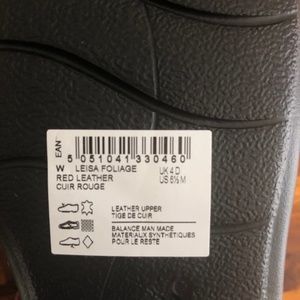 EAN
5 051041 330460
W LEISA FOLIAGE
RED LEATHER
CUIR ROUGE
UK 4 D
US 6½ M
LEATHER UPPER
TIGE DE CUIR
BALANCE MAN MADE
MATERIAUX SYNTHÉTIQUES
POUR LE RESTE